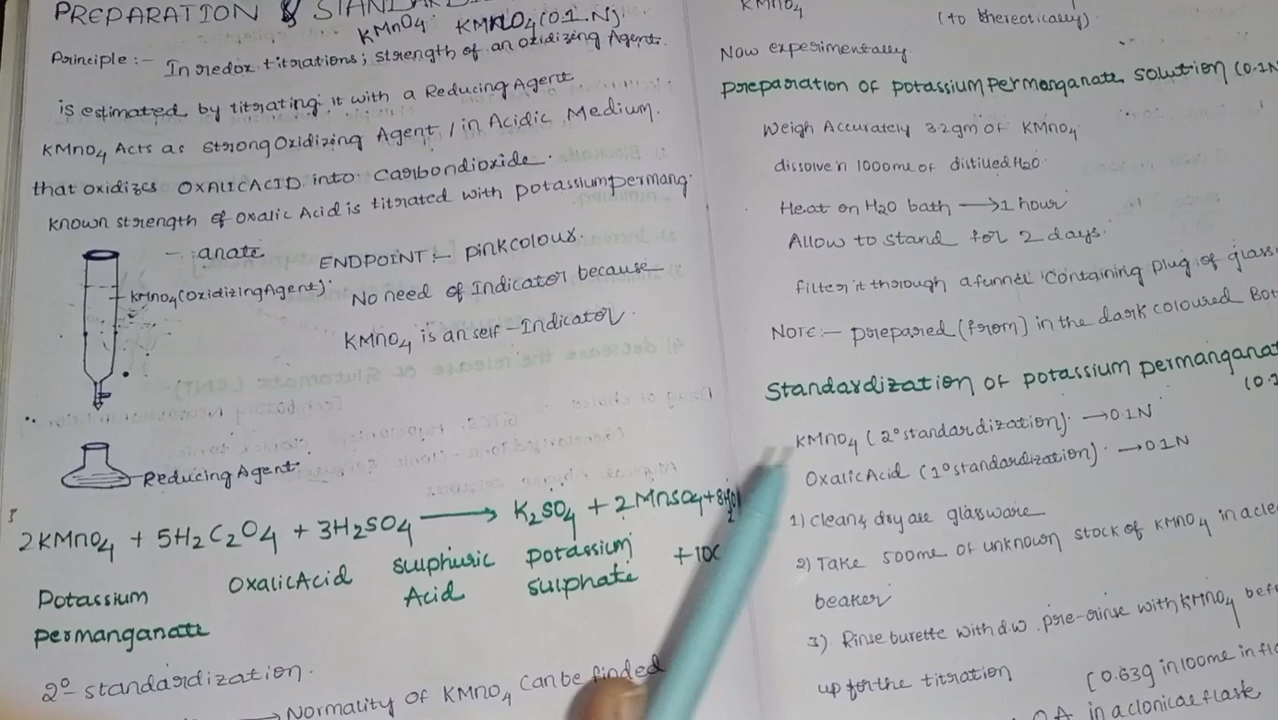 PREPARATION & STANDAR
KMnO4 KMnO4 (0.1 N).
Principle :- In redox titrations; strength of an oxidizing Agent.
is estimated by titrating it with a Reducing Agent
KMnO4 Acts as strong Oxidizing Agent / in Acidic Medium.
that oxidizes OXALIC ACID into Carbondioxide.
known strength of oxalic Acid is titrated with potassium permang
- anate
ENDPOINT :- pink colour.
KMnO4 (Oxidizing Agent).
No need of Indicator because
KMnO4 is an self-Indicator.
Reducing Agent.
2KMnO4 + 5H2C2O4 + 3H2SO4 ⟶ K2SO4 + 2MnSO4 + 8H2O
+10C
Potassium permanganate
Oxalic Acid
sulphuric Acid
potassium sulphate
2° standardization.
→ Normality of KMnO4 can be finded
KMnO4
(to thereotically)
Now experimentally
preparation of potassium permanganate solution (0.1N
Weigh Accurately 3.2gm of KMnO4
dissolve n 1000ml of distilled H2O
Heat on H2O bath ⟶ 1 hour
Allow to stand for 2 days.
filter it through a funnel Containing plug of glass
NOTE :- prepared (from) in the dark coloured Bot
Standardization of potassium permangana
(0.1
KMnO4 (2° standardization). → 0.1N
Oxalic Acid (1° standardization). → 0.1N
1) Clean & dry all glassware
2) Take 500ml of unknown stock of KMnO4 in a clea
beaker
3) Rinse burette with d.w. pre-rinse with KMnO4 bef
up for the titration
[0.63g in 100ml in fla
O A in a clonical flask